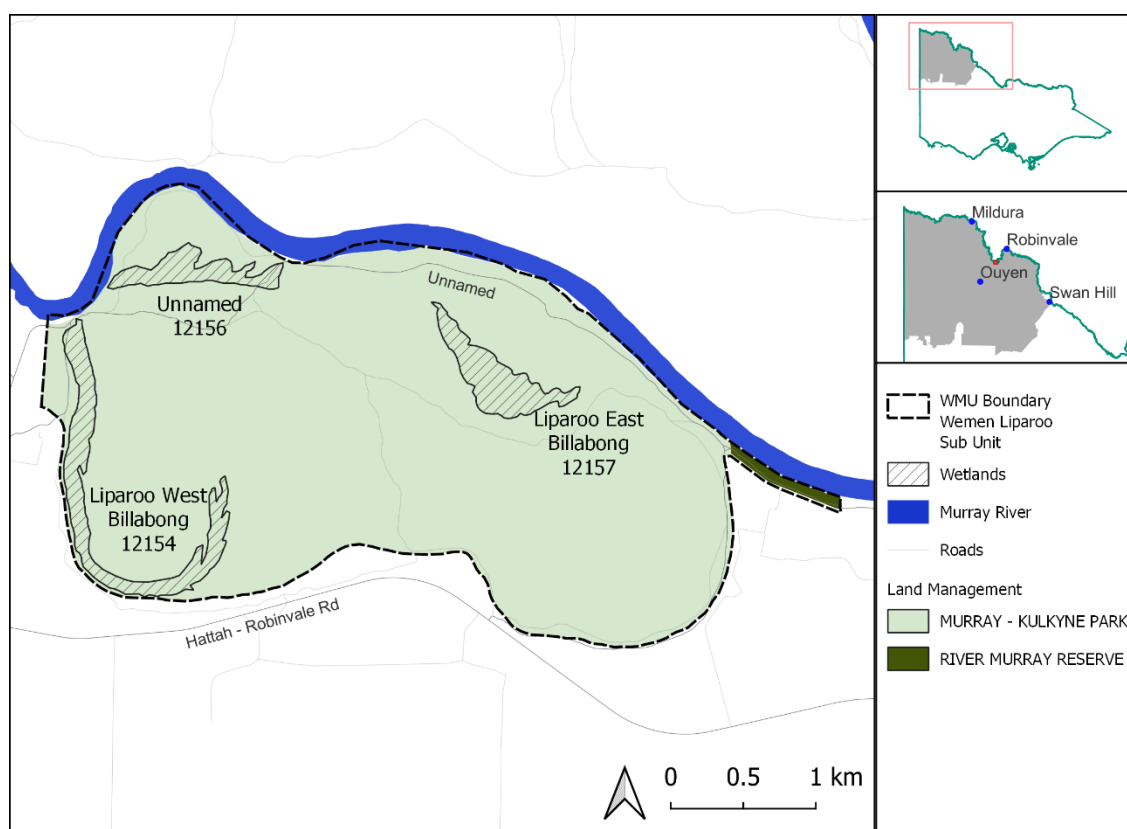 Unnamed
12156
Unnamed
Liparoo East
Billabong
12157
Liparoo West
Billabong
12154
Hattah - Robinvale Rd
0 0.5 1 km
Mildura
Robinvale
Ouyen
Swan Hill
WMU Boundary
Wemen Liparoo
Sub Unit
Wetlands
Murray River
Roads
Land Management
MURRAY - KULKYNE PARK
RIVER MURRAY RESERVE